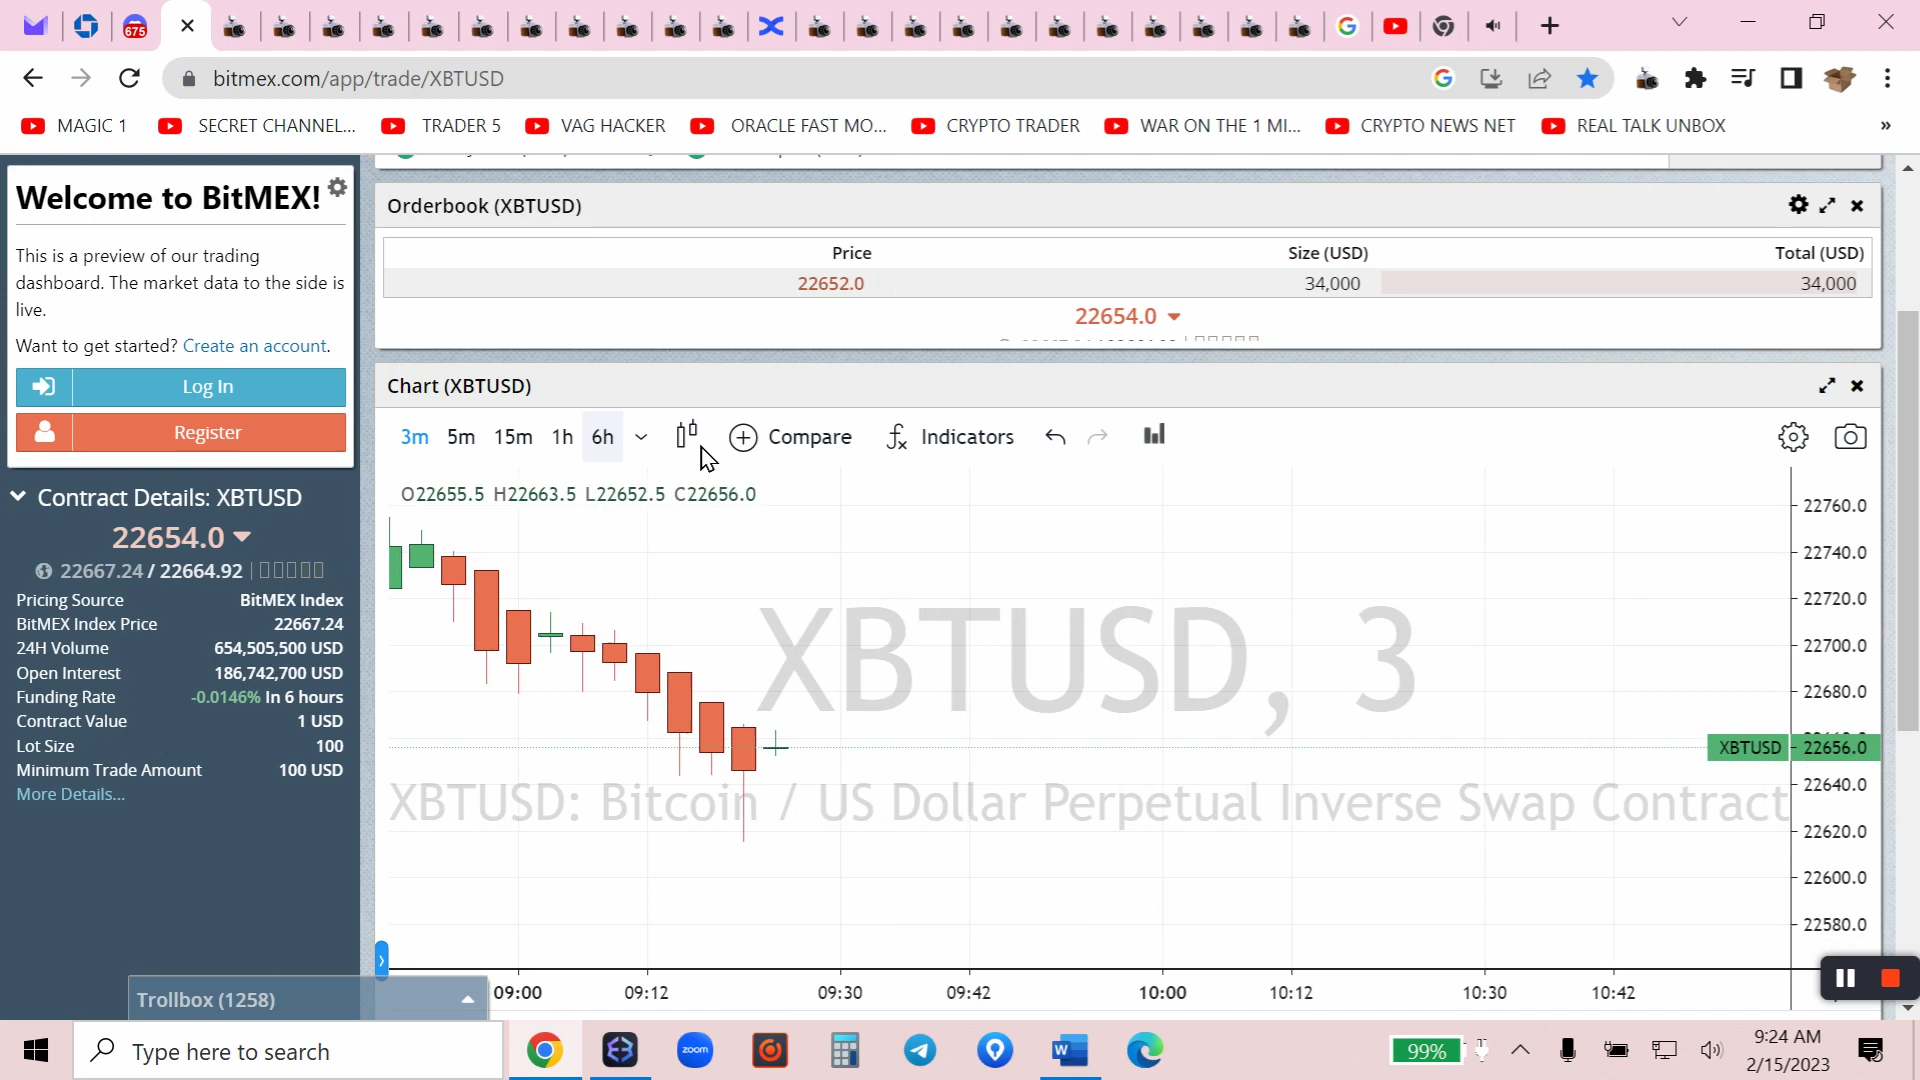 675
bitmex.com/app/trade/XBTUSD
MAGIC 1
SECRET CHANNEL...
TRADER 5
VAG HACKER
ORACLE FAST MO...
CRYPTO TRADER
WAR ON THE 1 MI...
CRYPTO NEWS NET
REAL TALK UNBOX
»
Welcome to BitMEX!
This is a preview of our trading
dashboard. The market data to the side is
live.
Want to get started? Create an account.
Log In
Register
Contract Details: XBTUSD
22654.0
22667.24 / 22664.92
Pricing Source BitMEX Index
BitMEX Index Price 22667.24
24H Volume 654,505,500 USD
Open Interest 186,742,700 USD
Funding Rate -0.0146% In 6 hours
Contract Value 1 USD
Lot Size 100
Minimum Trade Amount 100 USD
More Details...
Trollbox (1258)
Orderbook (XBTUSD)
Price Size (USD) Total (USD)
22652.0 34,000 34,000
22654.0
Chart (XBTUSD)
3m 5m 15m 1h 6h Compare Indicators
O22655.5 H22663.5 L22652.5 C22656.0
XBTUSD, 3
XBTUSD: Bitcoin / US Dollar Perpetual Inverse Swap Contract
22760.0
22740.0
22720.0
22700.0
22680.0
XBTUSD 22656.0
22640.0
22620.0
22600.0
22580.0
09:00 09:12 09:30 09:42 10:00 10:12 10:30 10:42
Type here to search
zoom
99%
9:24 AM
2/15/2023